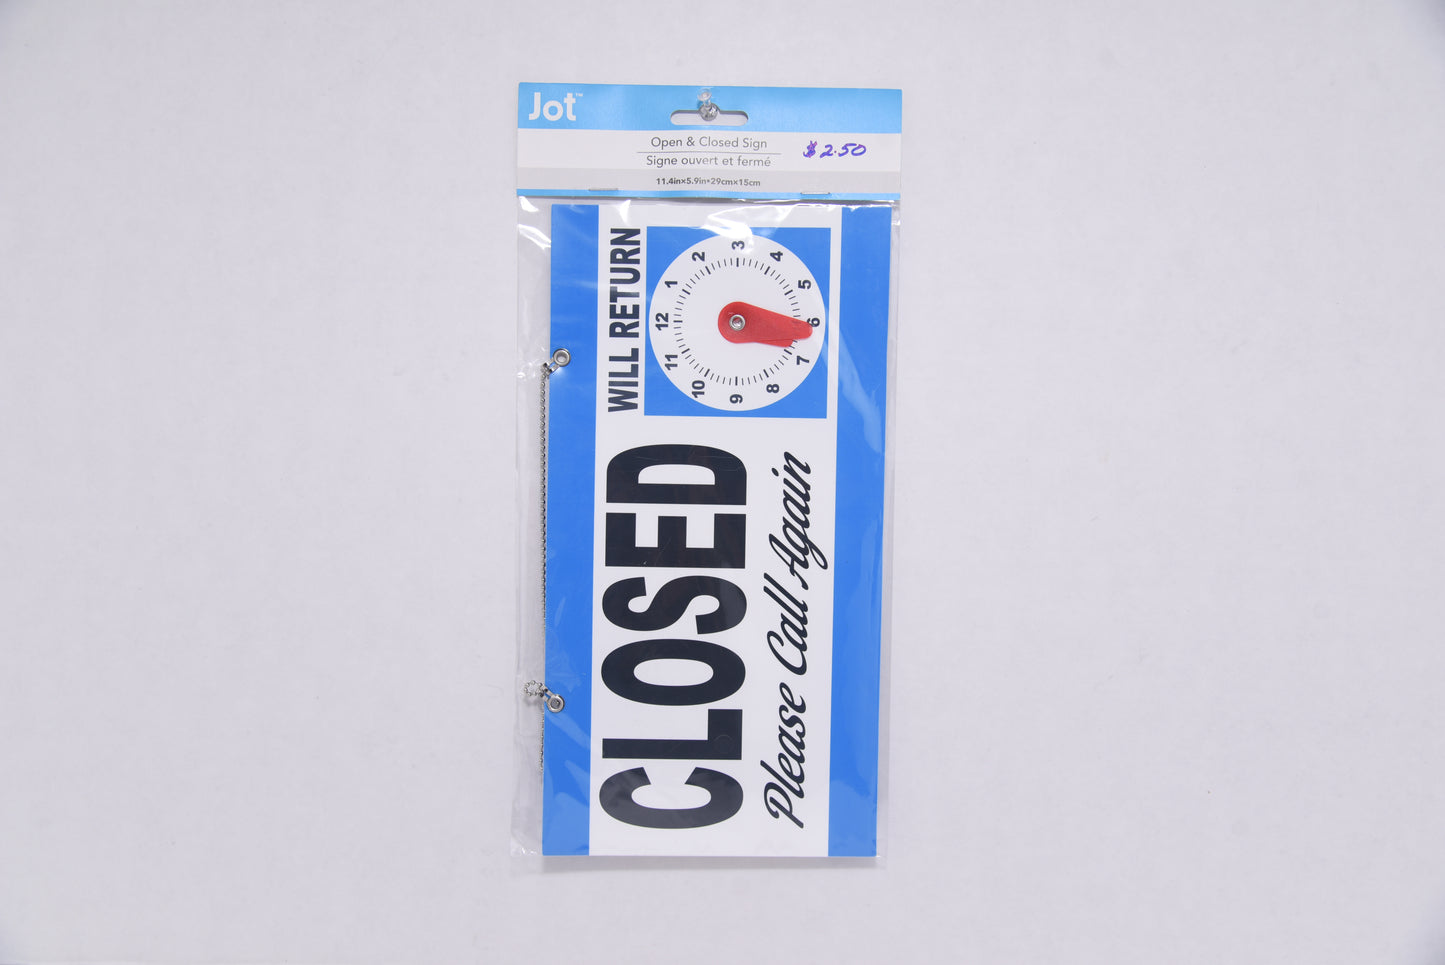 Jot™
Open & Closed Sign
Signe ouvert et fermé
$2.50
11.4in×5.9in•29cm×15cm
CLOSED
Please Call Again
WILL RETURN
12
1
2
3
4
5
6
7
8
9
10
11